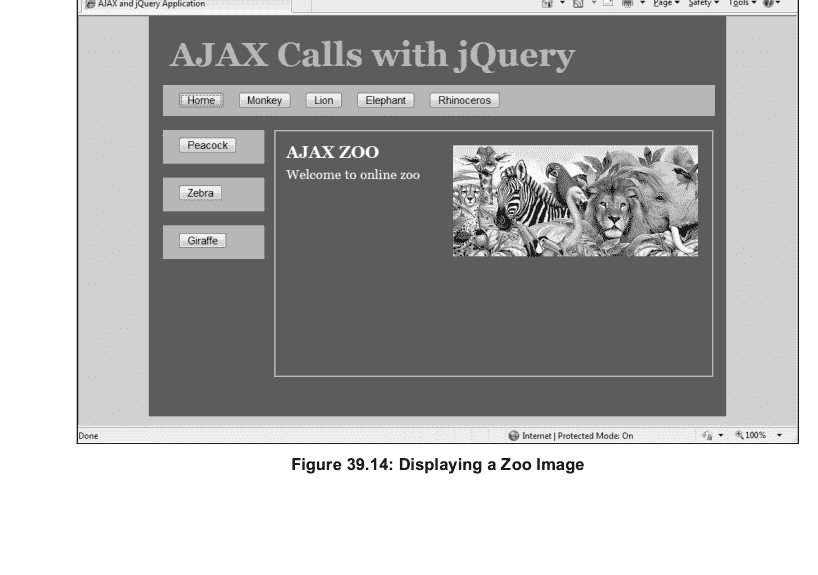 AJAX and jQuery Application
Page Safety Tools
AJAX Calls with jQuery
Home Monkey Lion Elephant Rhinoceros
Peacock
Zebra
Giraffe
AJAX ZOO
Welcome to online zoo
Done Internet | Protected Mode: On 100%
Figure 39.14: Displaying a Zoo Image